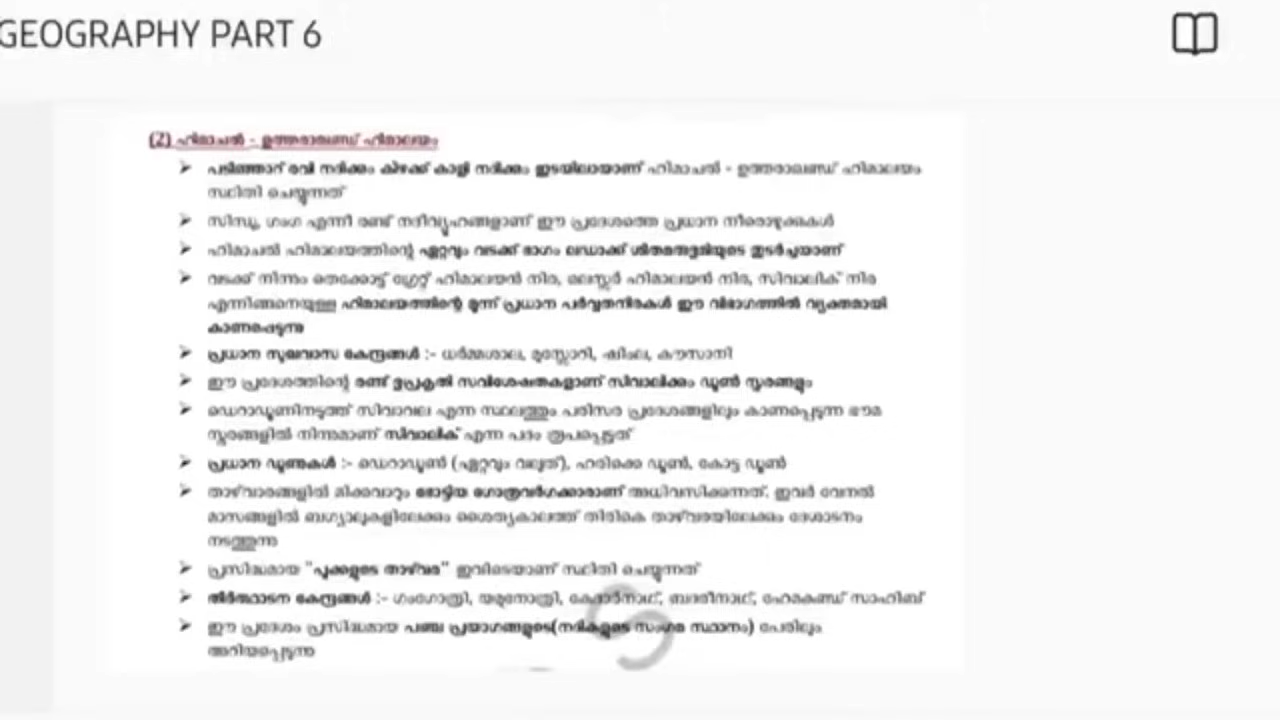 GEOGRAPHY PART 6
(2) ഹിമാചൽ - ഉത്തരാഖണ്ഡ് ഹിമാലയം
➤ പടിഞ്ഞാറ് രവി നദിക്കും കിഴക്ക് കാളി നദിക്കും ഇടയിലായാണ് ഹിമാചൽ - ഉത്തരാഖണ്ഡ് ഹിമാലയം
സ്ഥിതി ചെയ്യുന്നത്
➤ സിന്ധു, ഗംഗ എന്നീ രണ്ട് നദീവ്യൂഹങ്ങളാണ് ഈ പ്രദേശത്തെ പ്രധാന നീരൊഴുക്കുകൾ
➤ ഹിമാചൽ ഹിമാലയത്തിന്റെ ഏറ്റവും വടക്ക് ഭാഗം ലഡാക്ക് ശീതമരുഭൂമിയുടെ തുടർച്ചയാണ്
➤ വടക്ക് നിന്നും തെക്കോട്ട് ഗ്രേറ്റ് ഹിമാലയൻ നിര, ലെസ്സർ ഹിമാലയൻ നിര, സിവാലിക് നിര
എന്നിങ്ങനെയുള്ള ഹിമാലയത്തിന്റെ മൂന്ന് പ്രധാന പർവ്വതനിരകൾ ഈ വിഭാഗത്തിൽ വ്യക്തമായി
കാണപ്പെടുന്നു
➤ പ്രധാന സുഖവാസ കേന്ദ്രങ്ങൾ :- ധർമ്മശാല, മുസ്സോറി, ഷിംല, കൗസാനി
➤ ഈ പ്രദേശത്തിന്റെ രണ്ട് ഭൂപ്രകൃതി സവിശേഷതകളാണ് സിവാലിക്കും ഡൂൺ സ്തരങ്ങളും
➤ ഡെറാഡൂണിനടുത്ത് സിവാവല എന്ന സ്ഥലത്തും പരിസര പ്രദേശങ്ങളിലും കാണപ്പെടുന്ന ഭൗമ
സ്തരങ്ങളിൽ നിന്നുമാണ് സിവാലിക് എന്ന പദം രൂപപ്പെട്ടത്
➤ പ്രധാന ഡൂണുകൾ :- ഡെറാഡൂൺ (ഏറ്റവും വലുത്), ഹരിക്കെ ഡൂൺ, കോട്ട ഡൂൺ
➤ താഴ്‌വാരങ്ങളിൽ മിക്കവാറും ഭോട്ടിയ ഗോത്രവർഗക്കാരാണ് അധിവസിക്കുന്നത്. ഇവർ വേനൽ
മാസങ്ങളിൽ ബുഗ്യാലുകളിലേക്കും ശൈത്യകാലത്ത് തിരികെ താഴ്‌വരയിലേക്കും ദേശാടനം
നടത്തുന്നു
➤ പ്രസിദ്ധമായ "പൂക്കളുടെ താഴ്‌വര" ഇവിടെയാണ് സ്ഥിതി ചെയ്യുന്നത്
➤ തീർത്ഥാടന കേന്ദ്രങ്ങൾ :- ഗംഗോത്രി, യമുനോത്രി, കേദാർനാഥ്, ബദരീനാഥ്, ഹേമകുണ്ഡ് സാഹിബ്
➤ ഈ പ്രദേശം പ്രസിദ്ധമായ പഞ്ച പ്രയാഗങ്ങളുടെ(നദികളുടെ സംഗമ സ്ഥാനം) പേരിലും
അറിയപ്പെടുന്നു